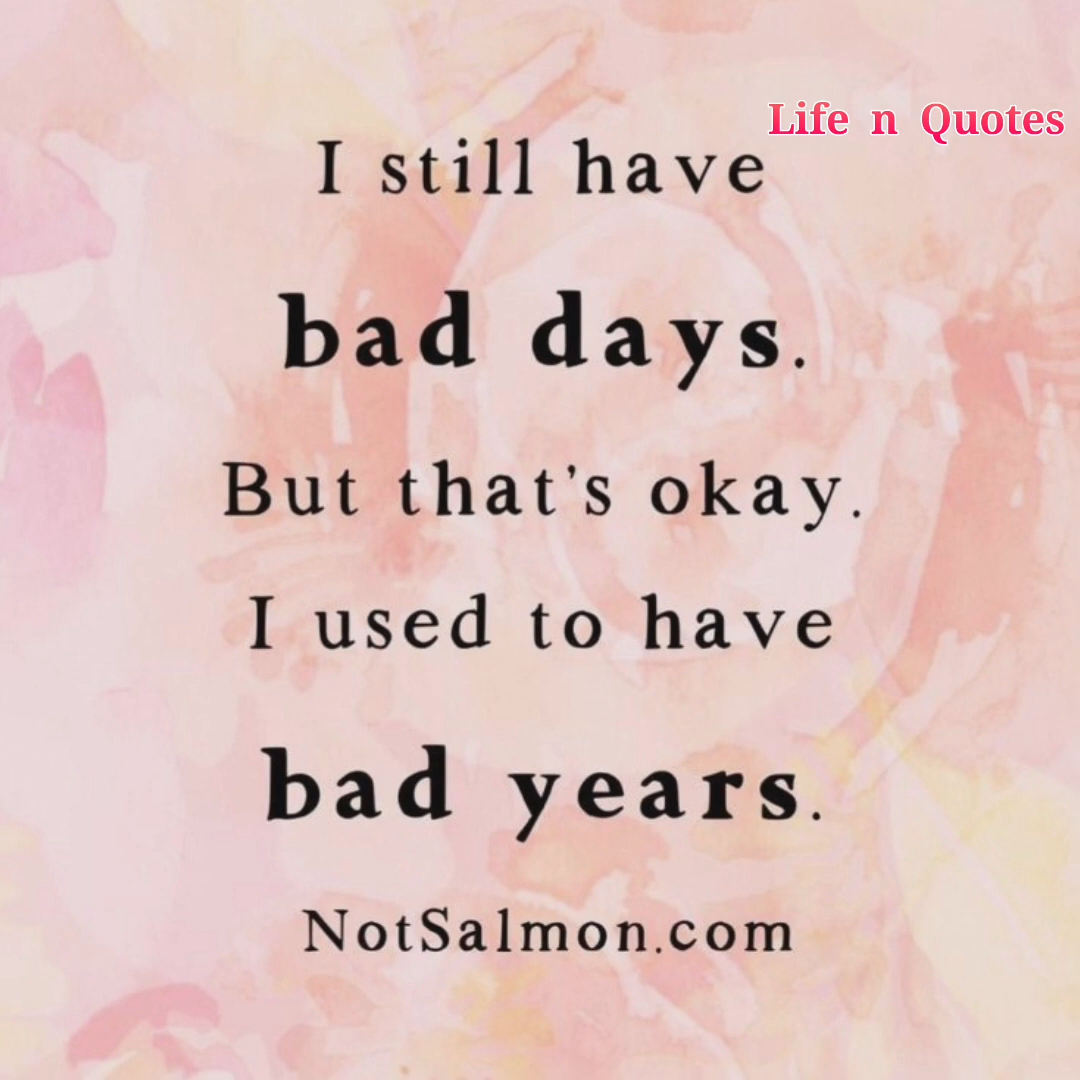 Life n Quotes
I still have
bad days.
But that's okay.
I used to have
bad years.
NotSalmon.com